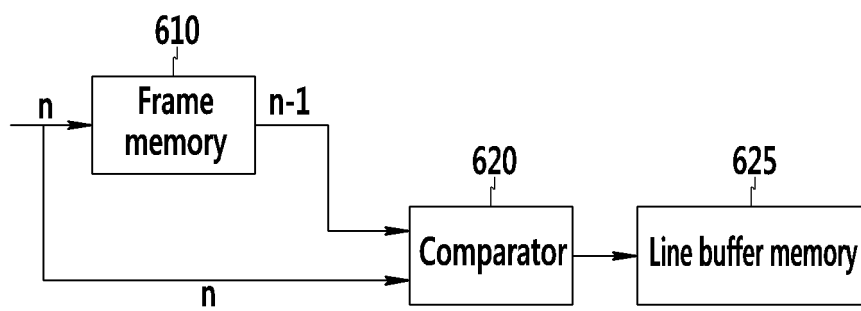 610
n
Frame
memory
n-1
620
625
Comparator
Line buffer memory
n